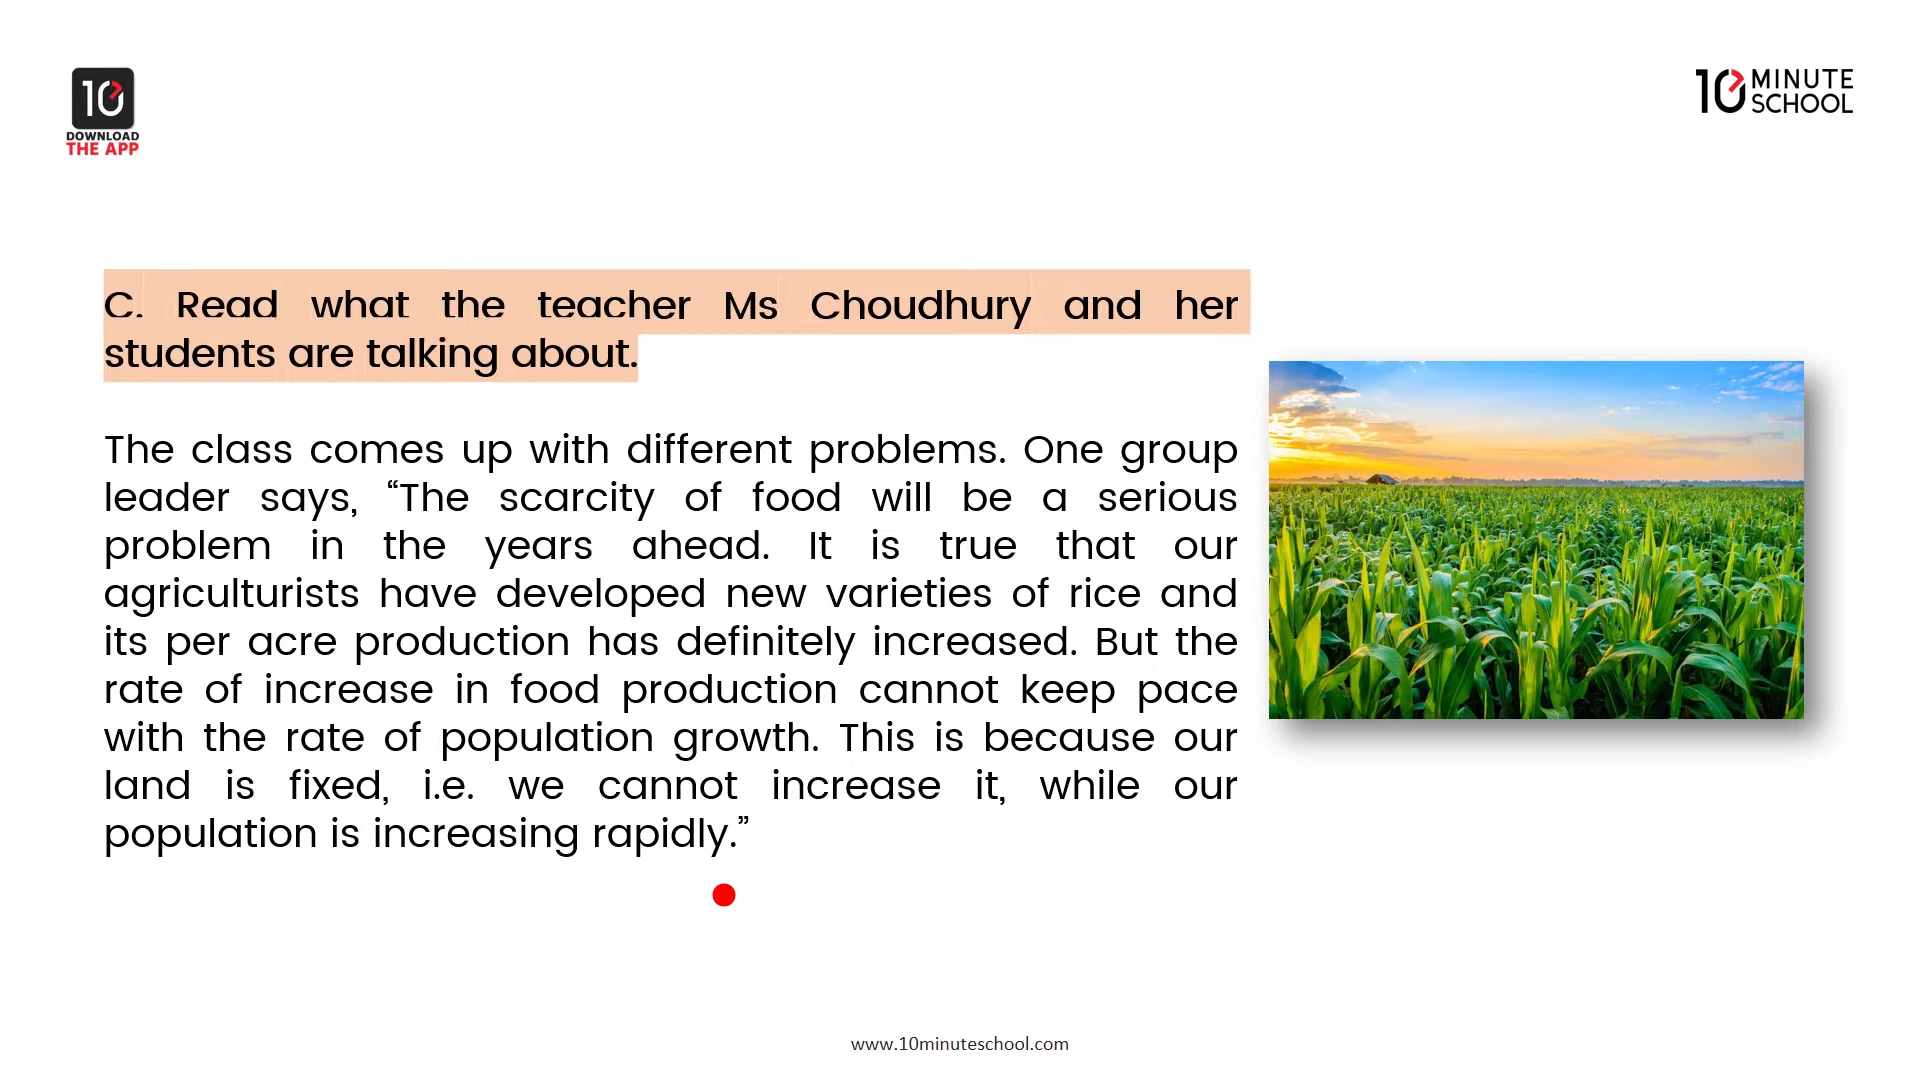 10
DOWNLOAD
THE APP
10 MINUTE
SCHOOL
C. Read what the teacher Ms Choudhury and her
students are talking about.
The class comes up with different problems. One group
leader says, “The scarcity of food will be a serious
problem in the years ahead. It is true that our
agriculturists have developed new varieties of rice and
its per acre production has definitely increased. But the
rate of increase in food production cannot keep pace
with the rate of population growth. This is because our
land is fixed, i.e. we cannot increase it, while our
population is increasing rapidly.”
www.10minuteschool.com